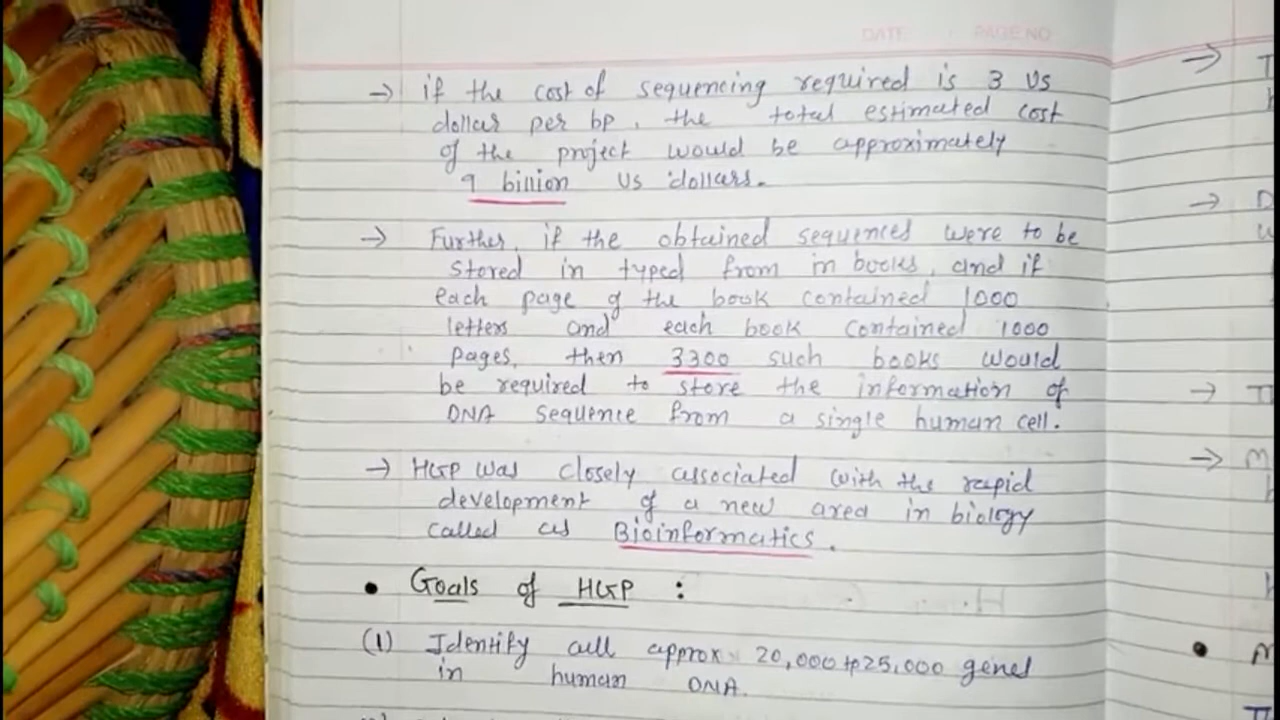 DATE PAGE NO.
→ if the cost of sequencing required is 3 US
dollar per bp, the total estimated cost
of the project would be approximately
9 billion US dollars.
→ Further, if the obtained sequences were to be
stored in typed from in books, and if
each page of the book contained 1000
letters and each book contained 1000
pages, then 3300 such books would
be required to store the information of
DNA sequence from a single human cell.
→ HGP was closely associated with the rapid
development of a new area in biology
called as Bioinformatics.
• Goals of HGP :
(1) Identify all approx. 20,000 to 25,000 genes
in human DNA.